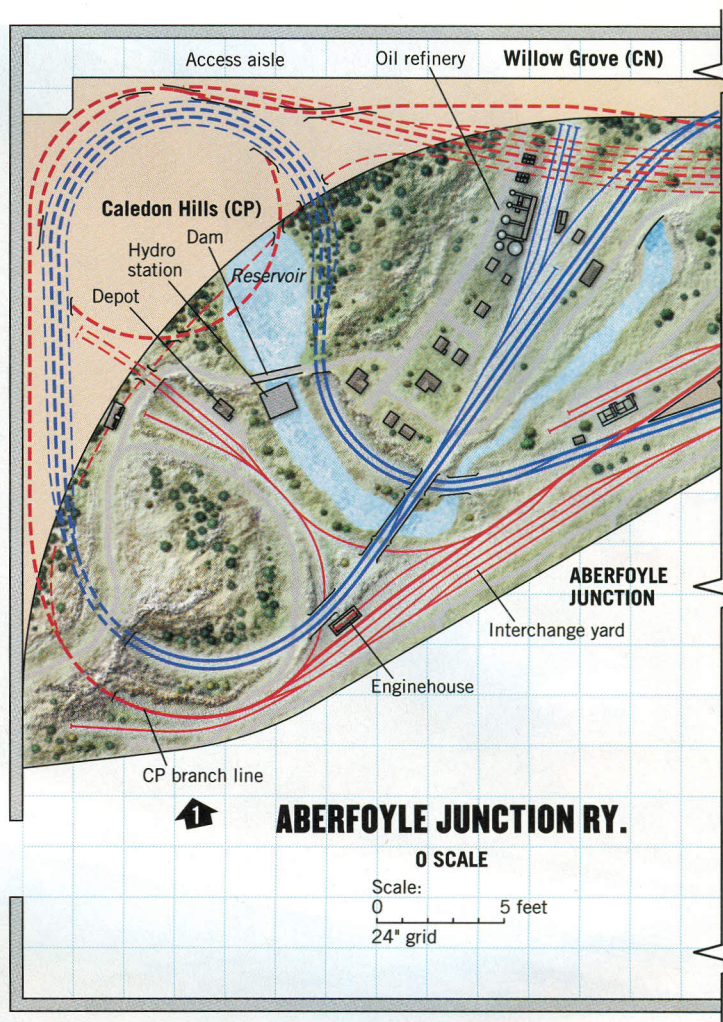 Access aisle
Oil refinery
Willow Grove (CN)
Caledon Hills (CP)
Dam
Hydro
station
Reservoir
Depot
ABERFOYLE
JUNCTION
Interchange yard
Enginehouse
CP branch line
1
ABERFOYLE JUNCTION RY.
O SCALE
Scale:
0 5 feet
24" grid